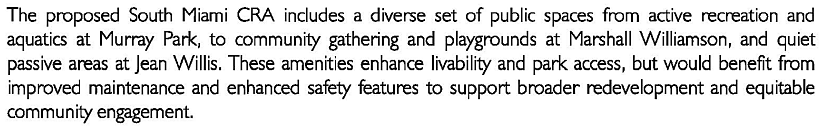 The proposed South Miami CRA includes a diverse set of public spaces from active recreation and
aquatics at Murray Park, to community gathering and playgrounds at Marshall Williamson, and quiet
passive areas at Jean Willis. These amenities enhance livability and park access, but would benefit from
improved maintenance and enhanced safety features to support broader redevelopment and equitable
community engagement.